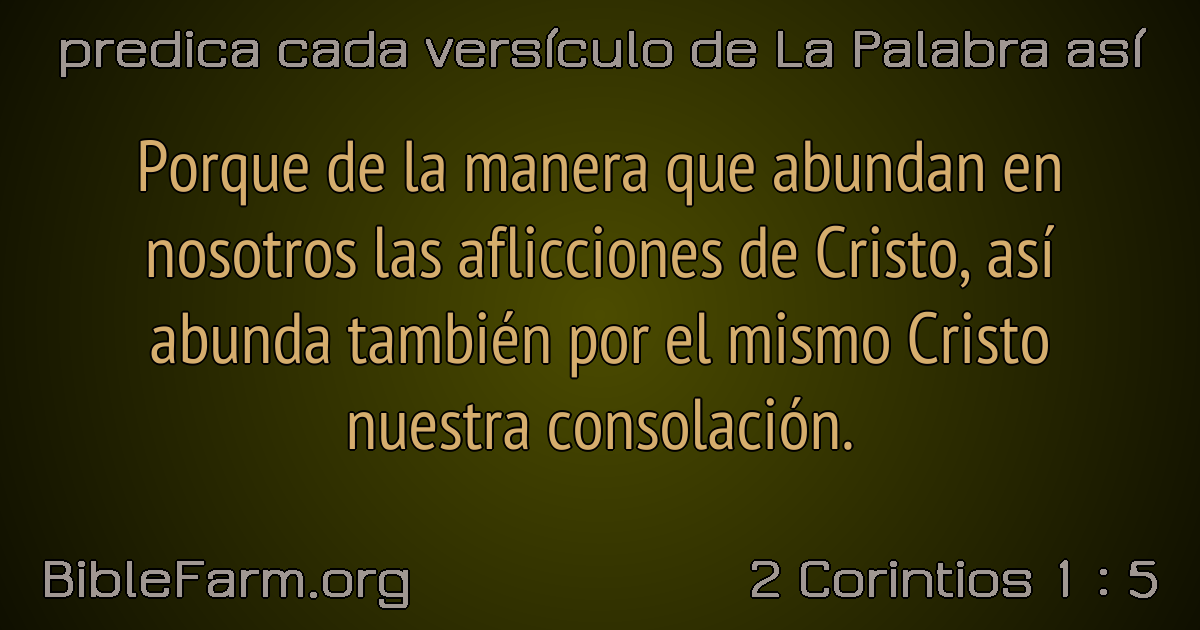 predica cada versículo de La Palabra así
Porque de la manera que abundan en
nosotros las aflicciones de Cristo, así
abunda también por el mismo Cristo
nuestra consolación.
BibleFarm.org
2 Corintios 1 : 5